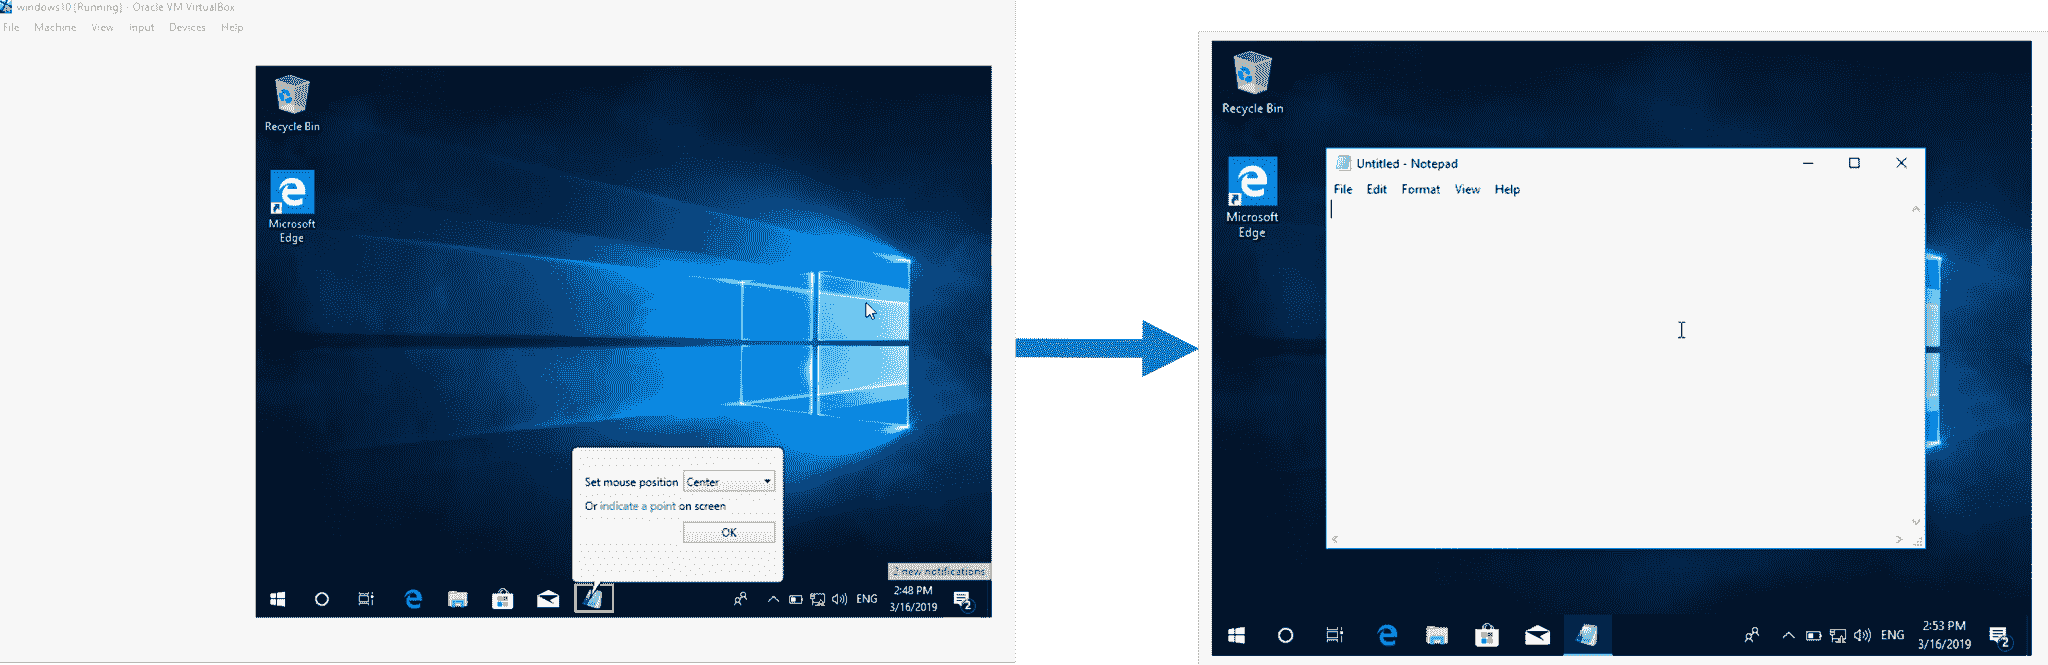 windows10 [Running] - Oracle VM VirtualBox
File Machine View Input Devices Help
Recycle Bin
Microsoft
Edge
Set mouse position Center
Or indicate a point on screen
OK
2 new notifications
ENG
2:48 PM
3/16/2019
2
Recycle Bin
Microsoft
Edge
Untitled - Notepad
File Edit Format View Help
ENG
2:53 PM
3/16/2019
2